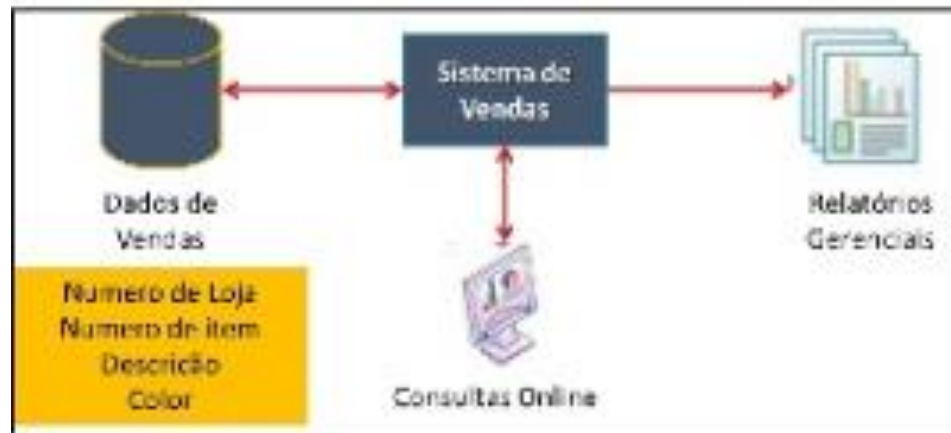 Sistema de
Vendas
Dados de
Vendas
Relatórios
Gerenciais
Numero de Loja
Numero de item
Descrição
Color
Consultas Online